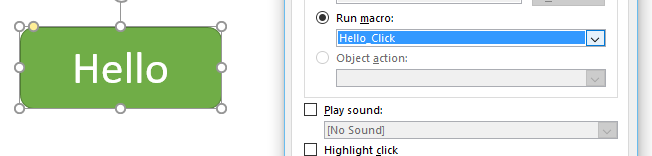 Hello
Run macro:
Hello_Click
Object action:
Play sound:
[No Sound]
Highlight click